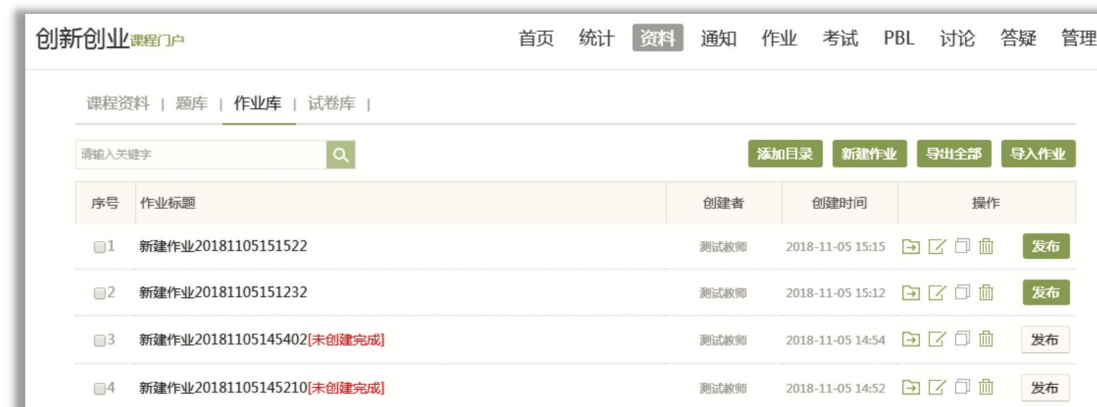 创新创业课程门户 首页 统计 资料 通知 作业 考试 PBL 讨论 答疑 管理
课程资料 | 题库 | 作业库 | 试卷库 |
请输入关键字 添加目录 新建作业 导出全部 导入作业
序号 作业标题 创建者 创建时间 操作
1 新建作业20181105151522 测试教师 2018-11-05 15:15 发布
2 新建作业20181105151232 测试教师 2018-11-05 15:12 发布
3 新建作业20181105145402[未创建完成] 测试教师 2018-11-05 14:54 发布
4 新建作业20181105145210[未创建完成] 测试教师 2018-11-05 14:52 发布